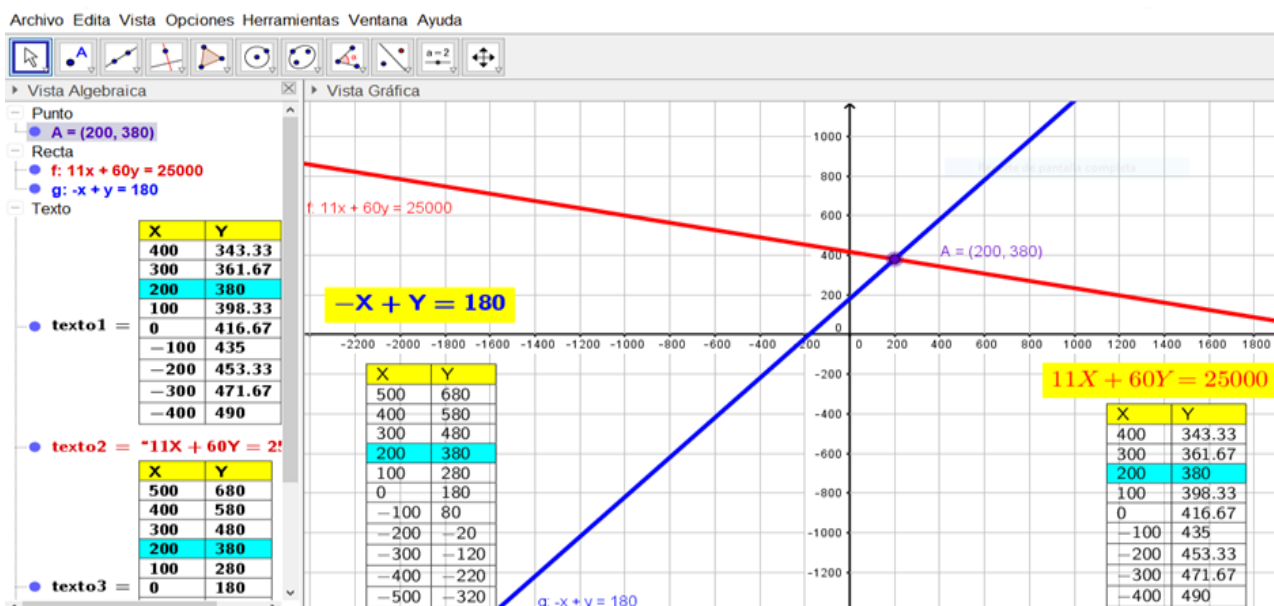 Archivo Edita Vista Opciones Herramientas Ventana Ayuda
A
a=2
Vista Algebraica
Vista Gráfica
Punto
A = (200, 380)
Recta
f: 11x + 60y = 25000
g: -x + y = 180
Texto
texto1 =
X Y
400 343.33
300 361.67
200 380
100 398.33
0 416.67
−100 435
−200 453.33
−300 471.67
−400 490
texto2 = "11X + 60Y = 2
texto3 =
X Y
500 680
400 580
300 480
200 380
100 280
0 180
f: 11x + 60y = 25000
A = (200, 380)
−X + Y = 180
1000
800
600
400
200
0
-200
-400
-600
-800
-1000
-1200
-2200 -2000 -1800 -1600 -1400 -1200 -1000 -800 -600 -400 -200 0 200 400 600 800 1000 1200 1400 1600 1800
X Y
500 680
400 580
300 480
200 380
100 280
0 180
−100 80
−200 −20
−300 −120
−400 −220
−500 −320
g: -x + y = 180
11X + 60Y = 25000
X Y
400 343.33
300 361.67
200 380
100 398.33
0 416.67
−100 435
−200 453.33
−300 471.67
−400 490